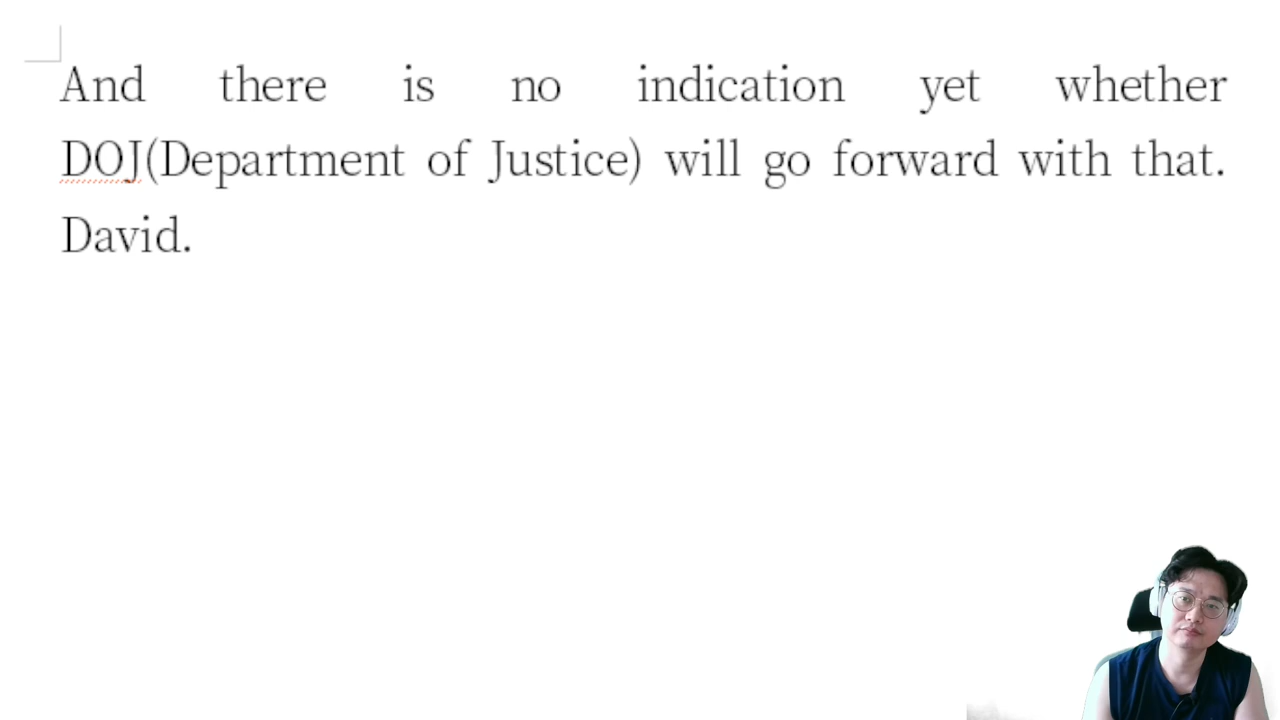 And there is no indication yet whether
DOJ(Department of Justice) will go forward with that.
David.